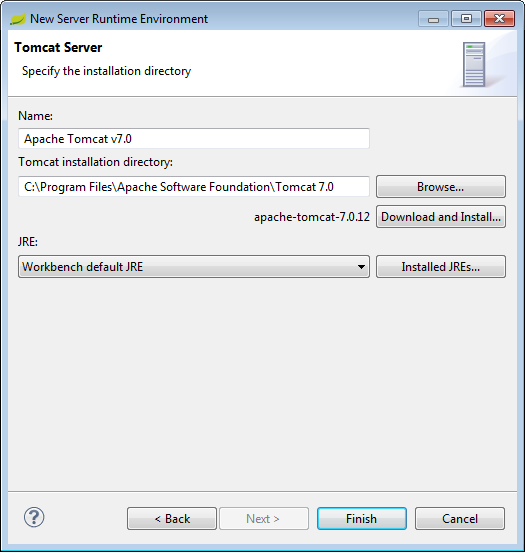 New Server Runtime Environment
Tomcat Server
Specify the installation directory
Name:
Apache Tomcat v7.0
Tomcat installation directory:
C:\Program Files\Apache Software Foundation\Tomcat 7.0
Browse...
apache-tomcat-7.0.12
Download and Install...
JRE:
Workbench default JRE
Installed JREs...
?
< Back
Next >
Finish
Cancel